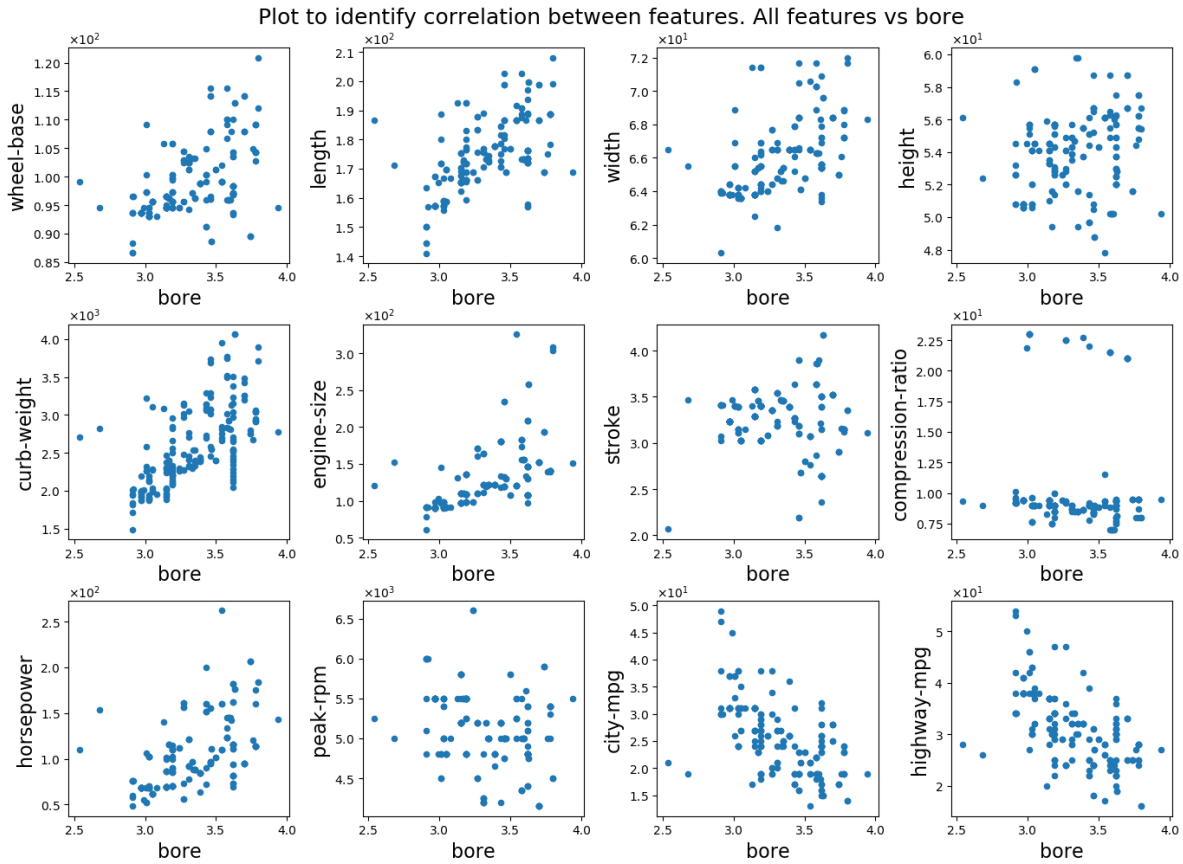 Plot to identify correlation between features. All features vs bore
×10²
1.20
1.10
1.00
0.95
0.90
0.85
wheel-base
2.5 3.0 3.5 4.0
bore
×10²
2.1
2.0
1.9
1.8
1.7
1.6
1.5
1.4
length
2.5 3.0 3.5 4.0
bore
×10¹
7.2
7.0
6.8
6.6
6.4
6.2
6.0
width
2.5 3.0 3.5 4.0
bore
×10¹
6.0
5.8
5.6
5.4
5.2
5.0
4.8
height
2.5 3.0 3.5 4.0
bore
×10³
4.0
3.5
3.0
2.5
2.0
1.5
curb-weight
2.5 3.0 3.5 4.0
bore
×10²
3.0
2.5
2.0
1.5
1.0
0.5
engine-size
2.5 3.0 3.5 4.0
bore
4.0
3.5
3.0
2.5
2.0
stroke
2.5 3.0 3.5 4.0
bore
×10¹
2.25
2.00
1.75
1.50
1.25
1.00
0.75
compression-ratio
2.5 3.0 3.5 4.0
bore
×10²
2.5
2.0
1.5
1.0
0.5
horsepower
2.5 3.0 3.5 4.0
bore
×10³
6.5
6.0
5.5
5.0
4.5
peak-rpm
2.5 3.0 3.5 4.0
bore
×10¹
5.0
4.5
4.0
3.5
3.0
2.5
2.0
1.5
city-mpg
2.5 3.0 3.5 4.0
bore
×10¹
5
4
3
2
highway-mpg
2.5 3.0 3.5 4.0
bore